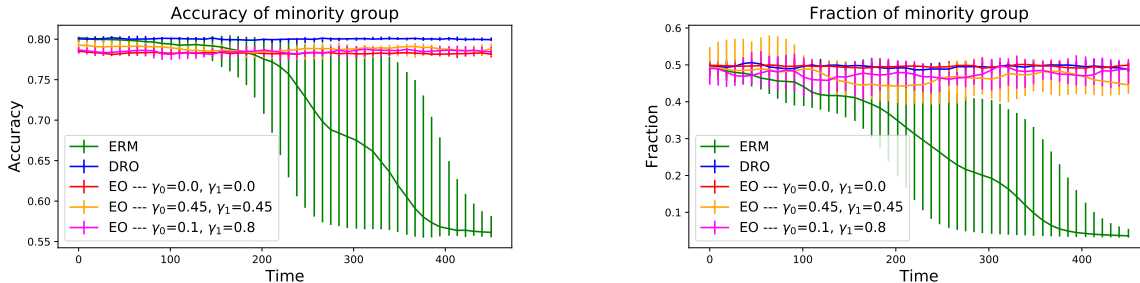 Accuracy of minority group
Accuracy
0.80
0.75
0.70
0.65
0.60
0.55
ERM
DRO
EO --- γ₀=0.0, γ₁=0.0
EO --- γ₀=0.45, γ₁=0.45
EO --- γ₀=0.1, γ₁=0.8
0
100
200
300
400
Time
Fraction of minority group
Fraction
0.6
0.5
0.4
0.3
0.2
0.1
ERM
DRO
EO --- γ₀=0.0, γ₁=0.0
EO --- γ₀=0.45, γ₁=0.45
EO --- γ₀=0.1, γ₁=0.8
0
100
200
300
400
Time